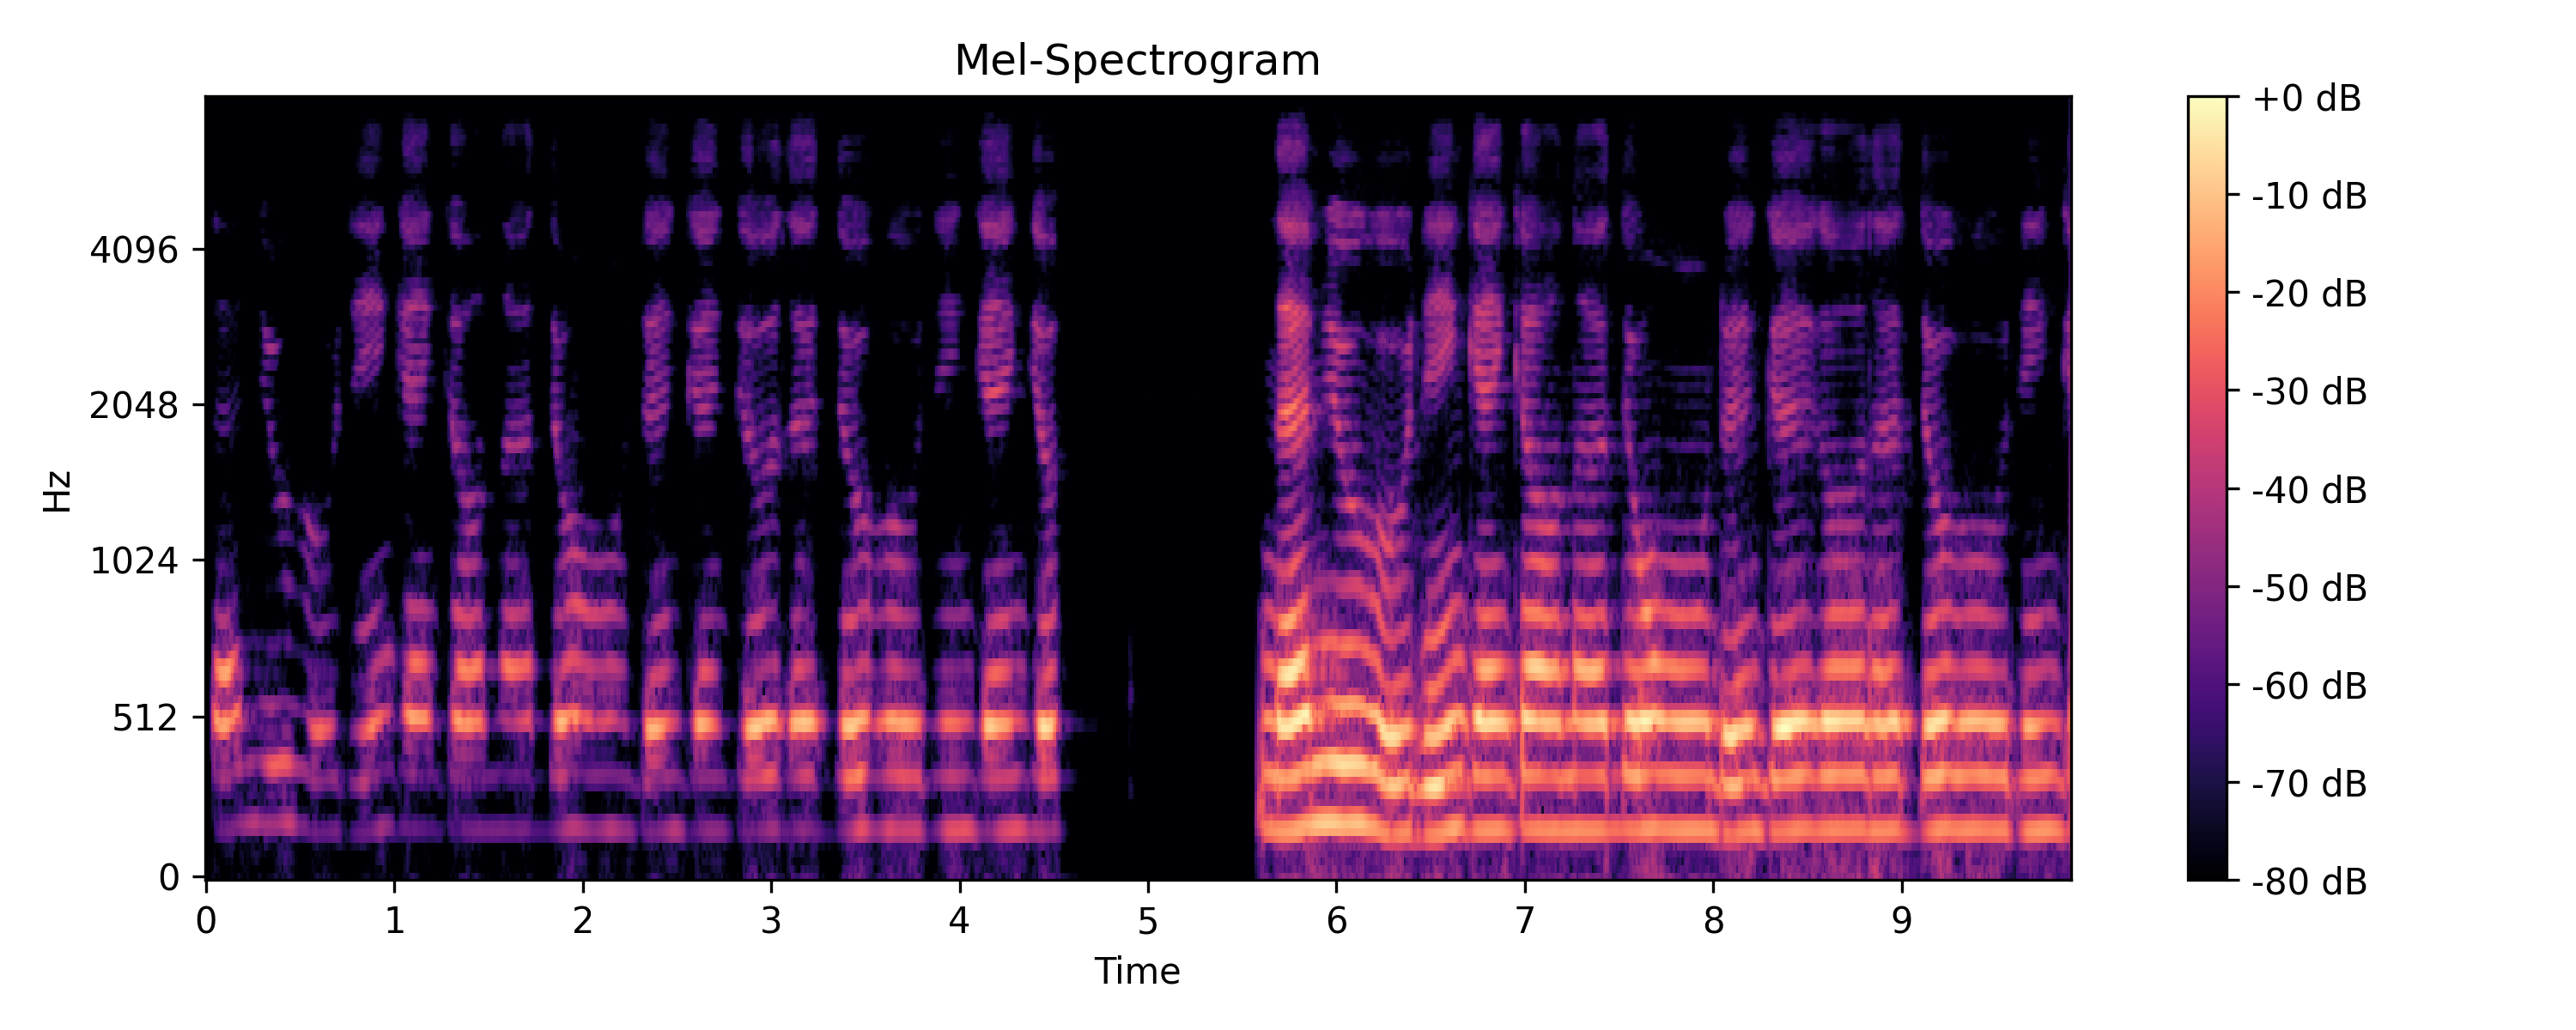 Mel-Spectrogram
+0 dB
-10 dB
-20 dB
-30 dB
-40 dB
-50 dB
-60 dB
-70 dB
-80 dB
Hz
4096
2048
1024
512
0
0 1 2 3 4 5 6 7 8 9
Time